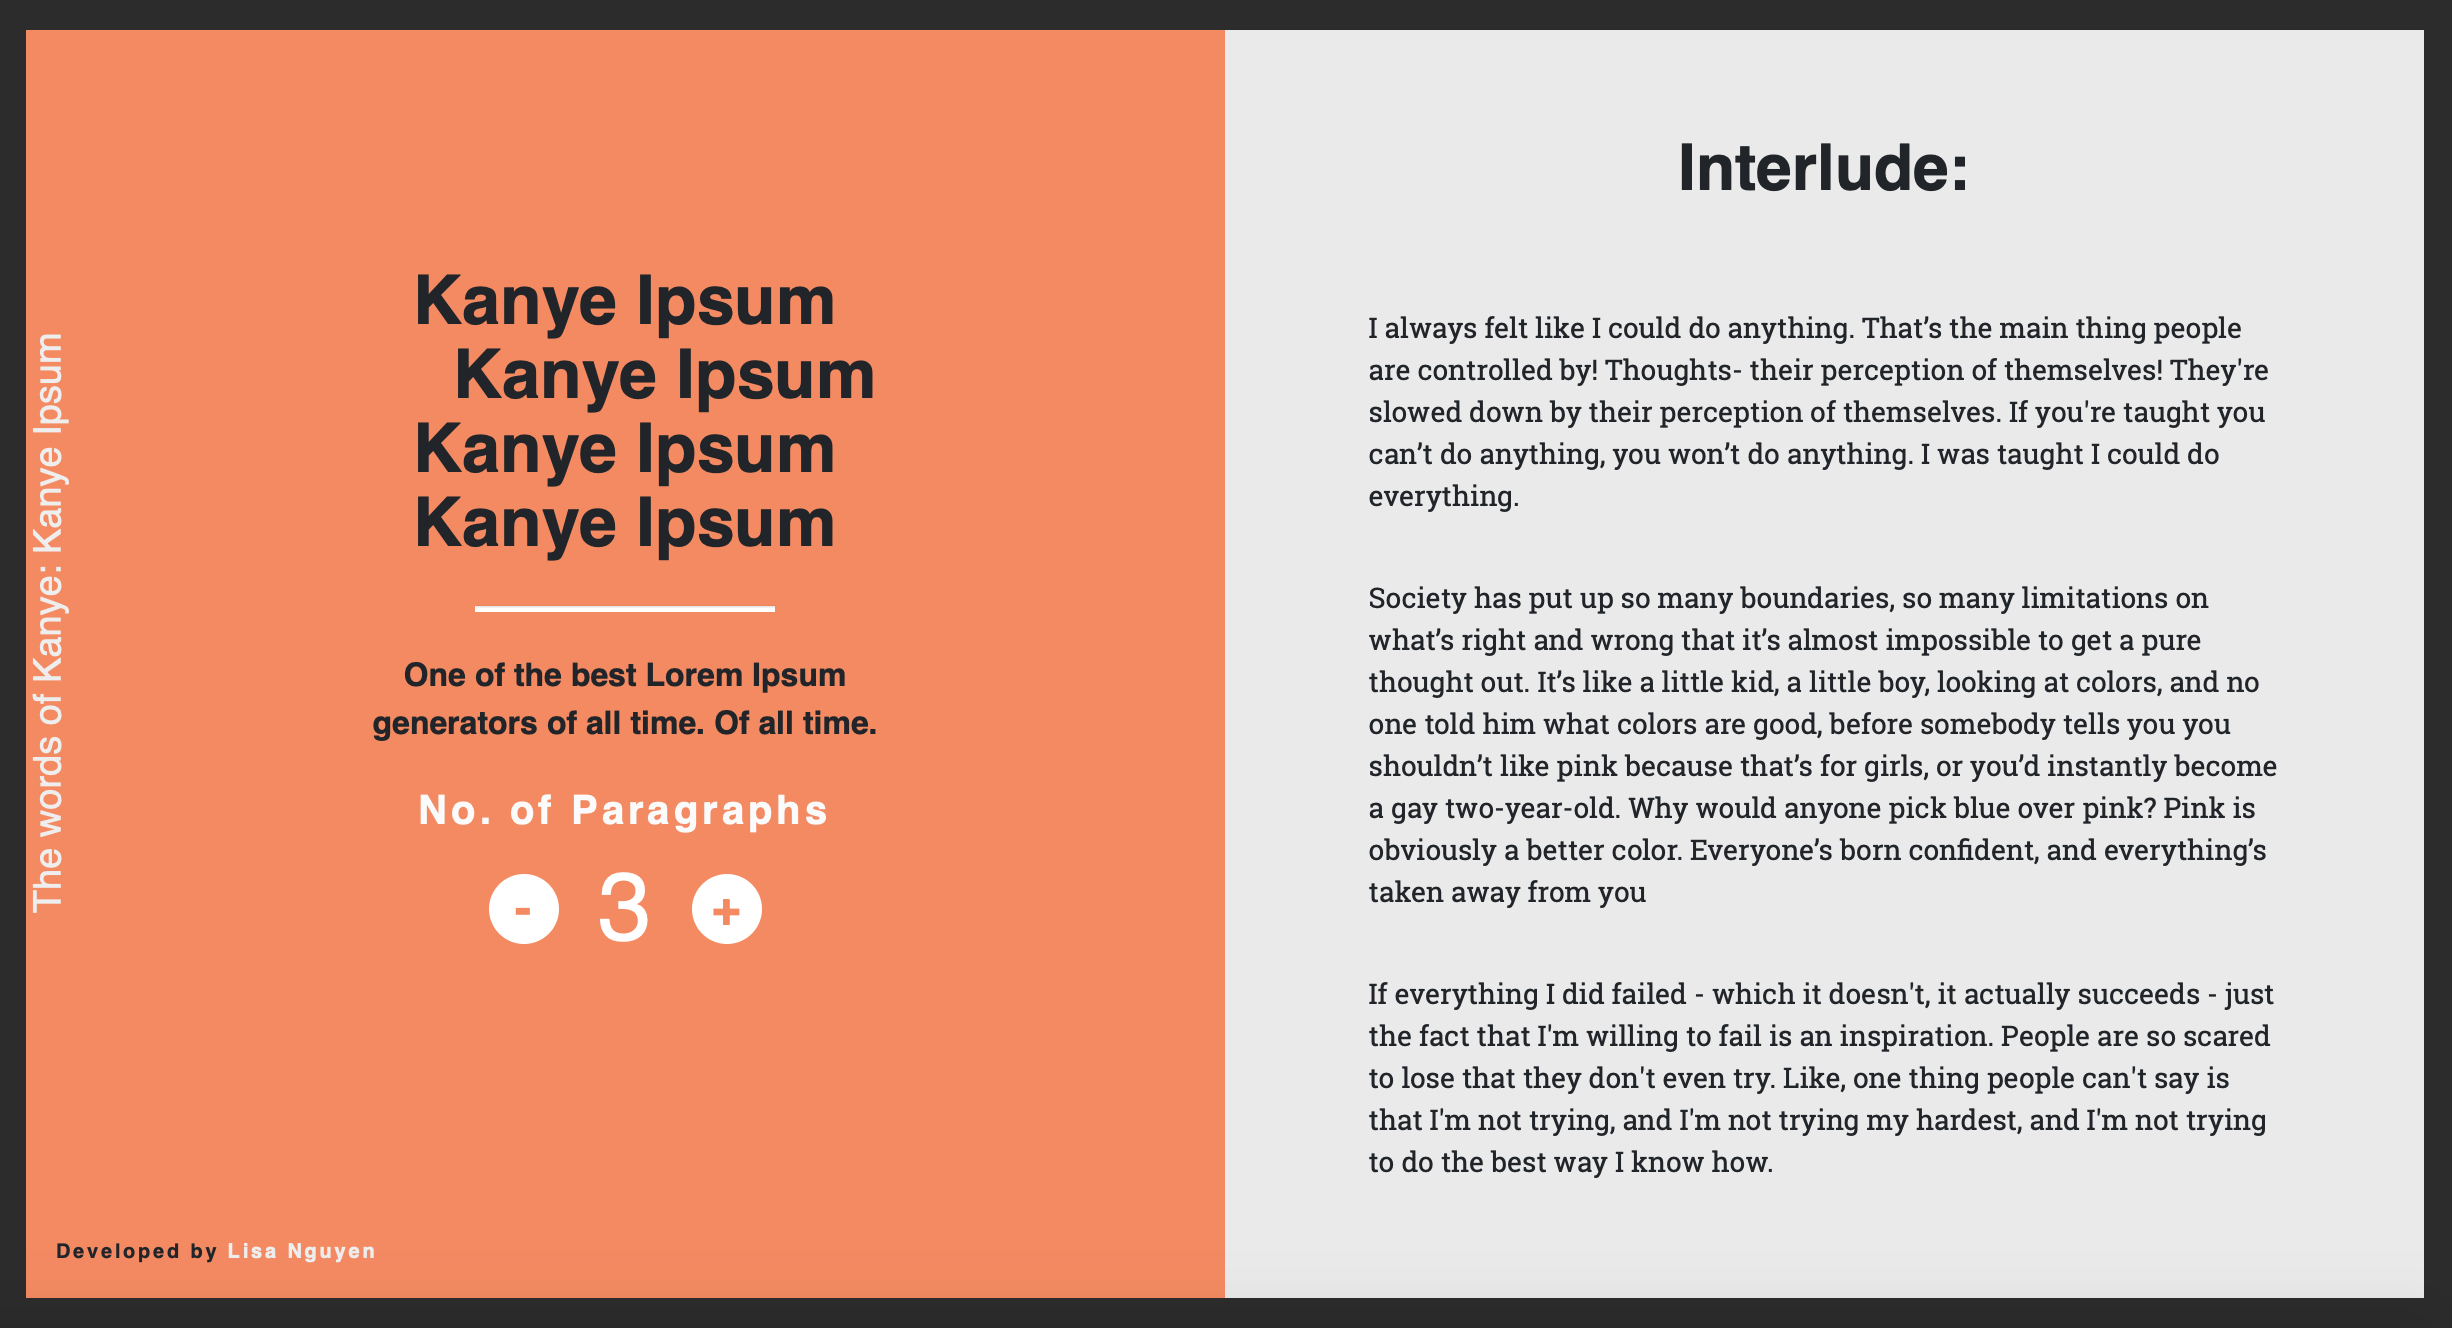 The words of Kanye: Kanye Ipsum
Kanye Ipsum
Kanye Ipsum
Kanye Ipsum
Kanye Ipsum
One of the best Lorem Ipsum
generators of all time. Of all time.
No. of Paragraphs
- 3 +
Developed by Lisa Nguyen
Interlude:
I always felt like I could do anything. That’s the main thing people
are controlled by! Thoughts- their perception of themselves! They're
slowed down by their perception of themselves. If you're taught you
can’t do anything, you won’t do anything. I was taught I could do
everything.
Society has put up so many boundaries, so many limitations on
what’s right and wrong that it’s almost impossible to get a pure
thought out. It’s like a little kid, a little boy, looking at colors, and no
one told him what colors are good, before somebody tells you you
shouldn’t like pink because that’s for girls, or you’d instantly become
a gay two-year-old. Why would anyone pick blue over pink? Pink is
obviously a better color. Everyone’s born confident, and everything’s
taken away from you
If everything I did failed - which it doesn't, it actually succeeds - just
the fact that I'm willing to fail is an inspiration. People are so scared
to lose that they don't even try. Like, one thing people can't say is
that I'm not trying, and I'm not trying my hardest, and I'm not trying
to do the best way I know how.